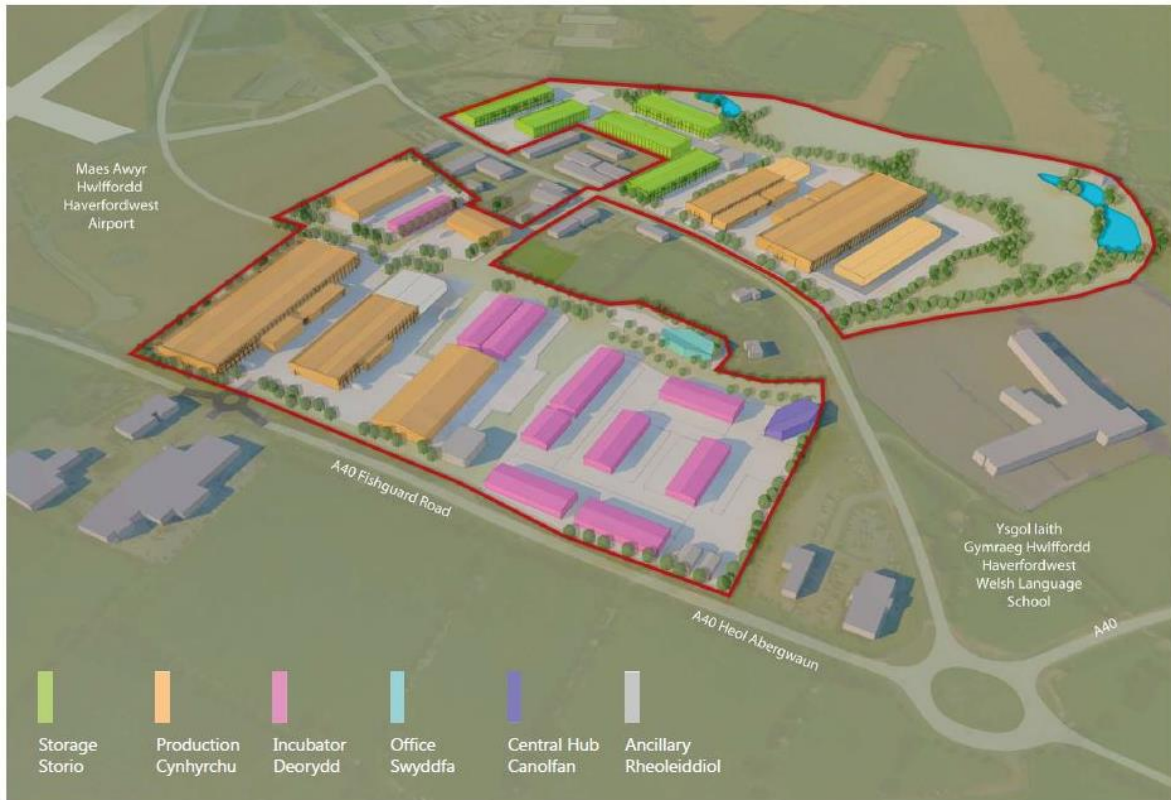 Maes Awyr
Hwlffordd
Haverfordwest
Airport
A40 Fishguard Road
A40 Heol Abergwaun
A40
Ysgol Iaith
Gymraeg Hwlffordd
Haverfordwest
Welsh Language
School
Storage
Storio
Production
Cynhyrchu
Incubator
Deorydd
Office
Swyddfa
Central Hub
Canolfan
Ancillary
Rheoleiddiol